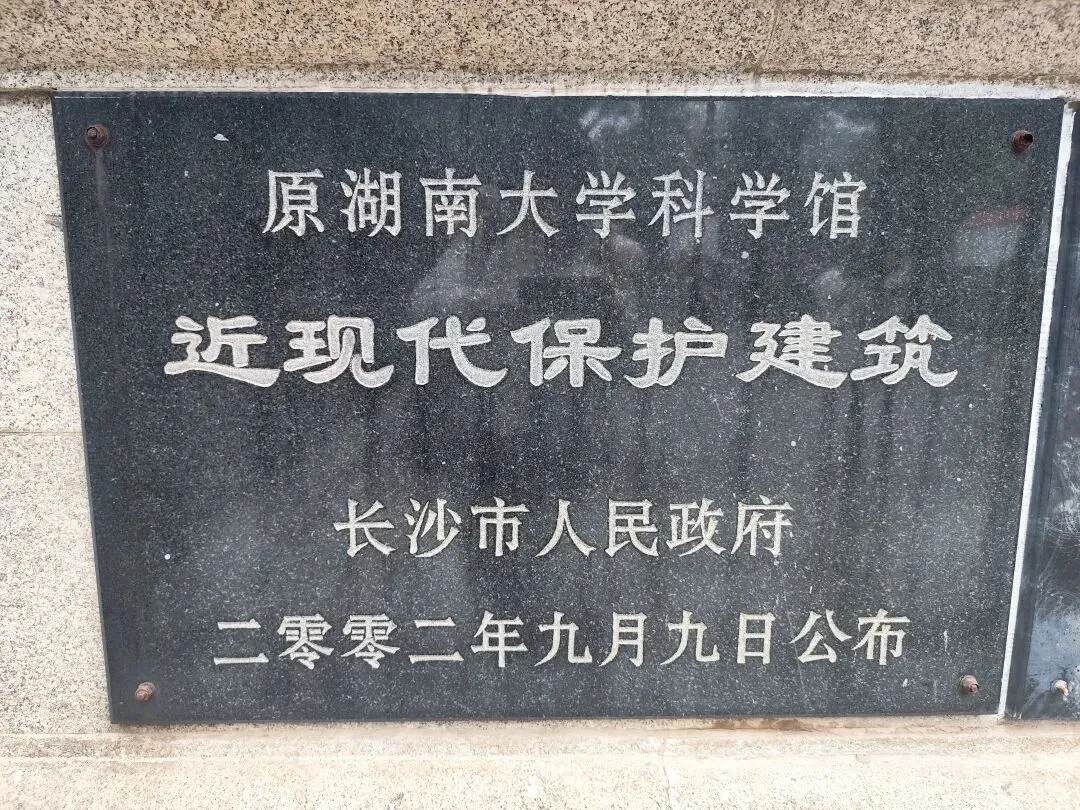 原湖南大学科学馆
近现代保护建筑
长沙市人民政府
二零零二年九月九日公布